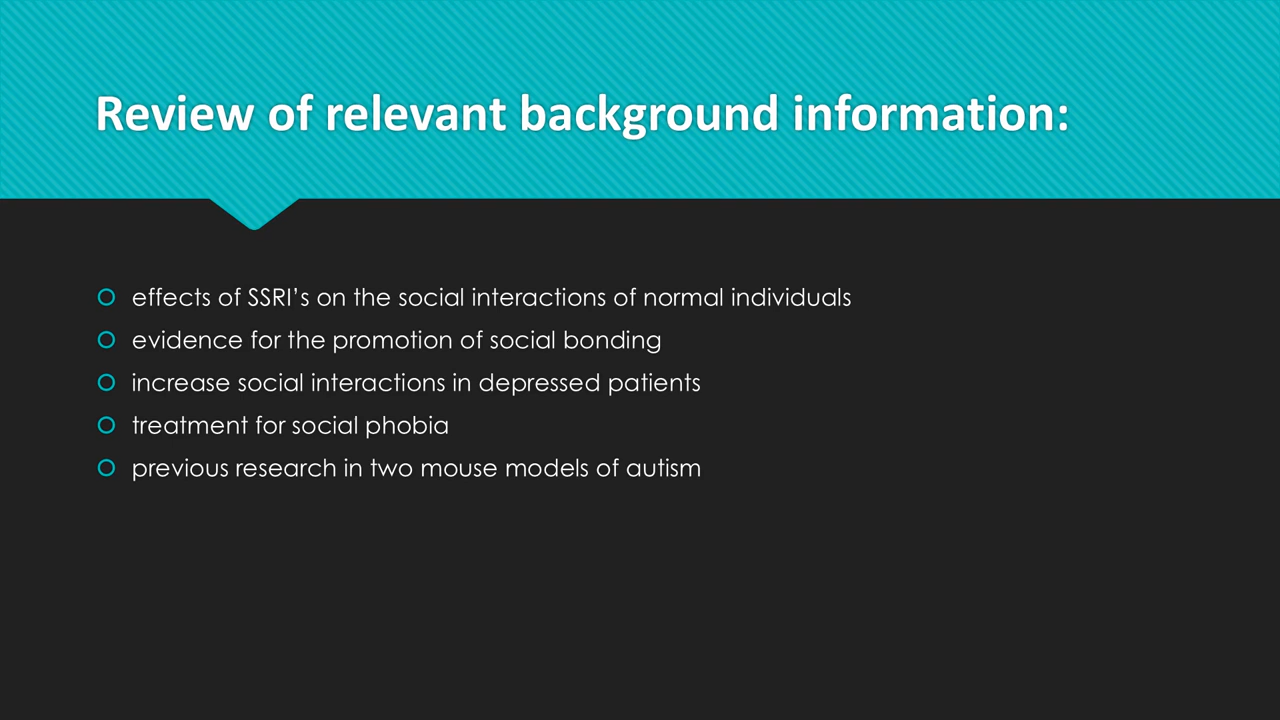 Review of relevant background information:
effects of SSRI’s on the social interactions of normal individuals
evidence for the promotion of social bonding
increase social interactions in depressed patients
treatment for social phobia
previous research in two mouse models of autism